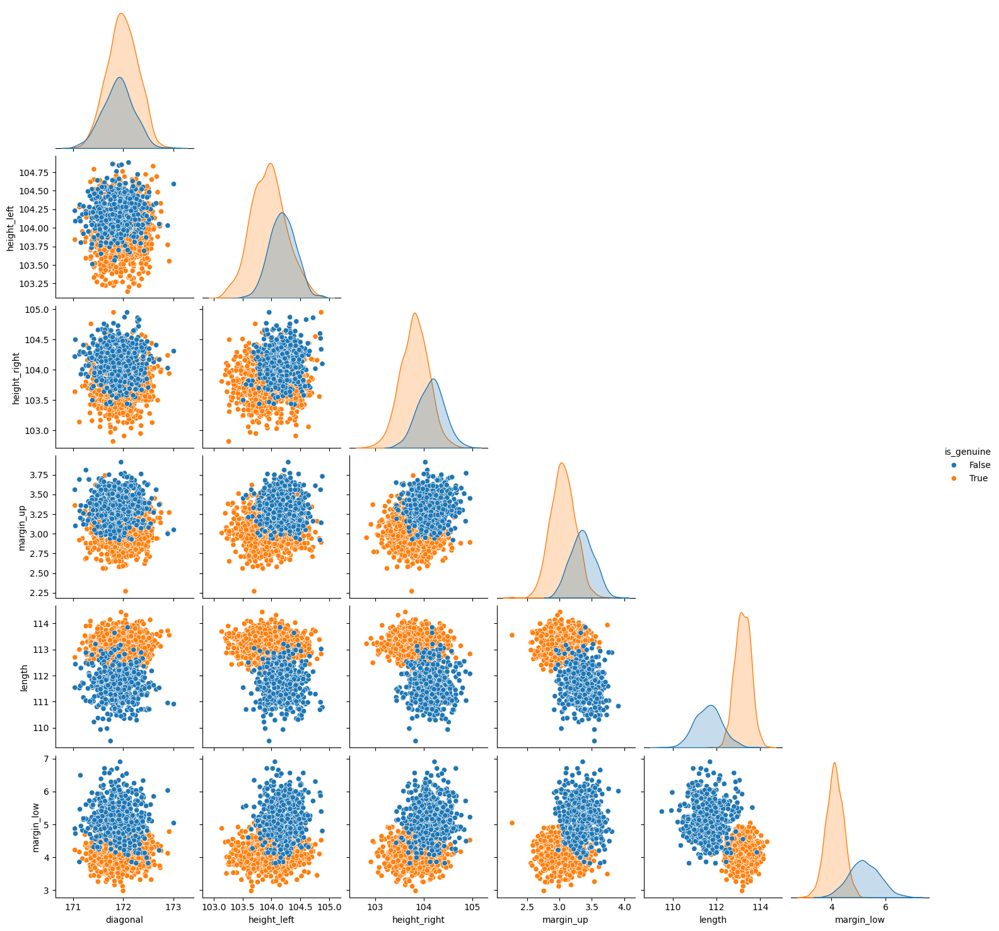 104.75
104.50
104.25
104.00
103.75
103.50
103.25
height_left
105.0
104.5
104.0
103.5
103.0
height_right
is_genuine
False
True
3.75
3.50
3.25
3.00
2.75
2.50
2.25
margin_up
114
113
112
111
110
length
7
6
5
4
3
margin_low
171 172 173
diagonal
103.0 103.5 104.0 104.5 105.0
height_left
103 104 105
height_right
2.5 3.0 3.5 4.0
margin_up
110 112 114
length
4 6
margin_low